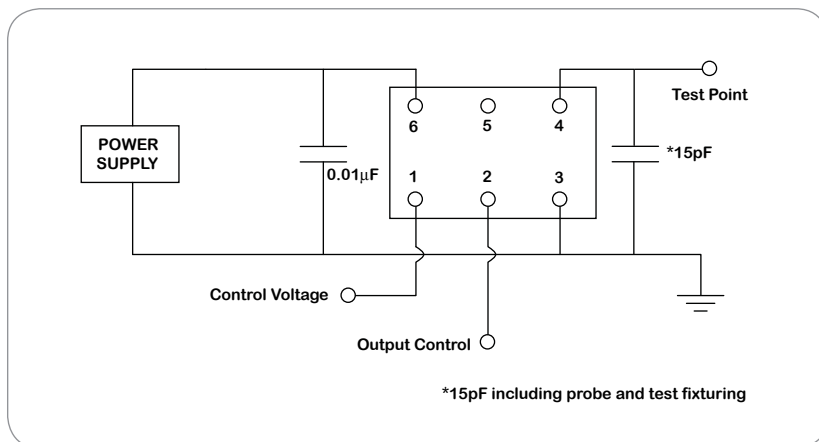 6
5
4
Test Point
POWER
SUPPLY
0.01μF
*15pF
1
2
3
Control Voltage
Output Control
*15pF including probe and test fixturing